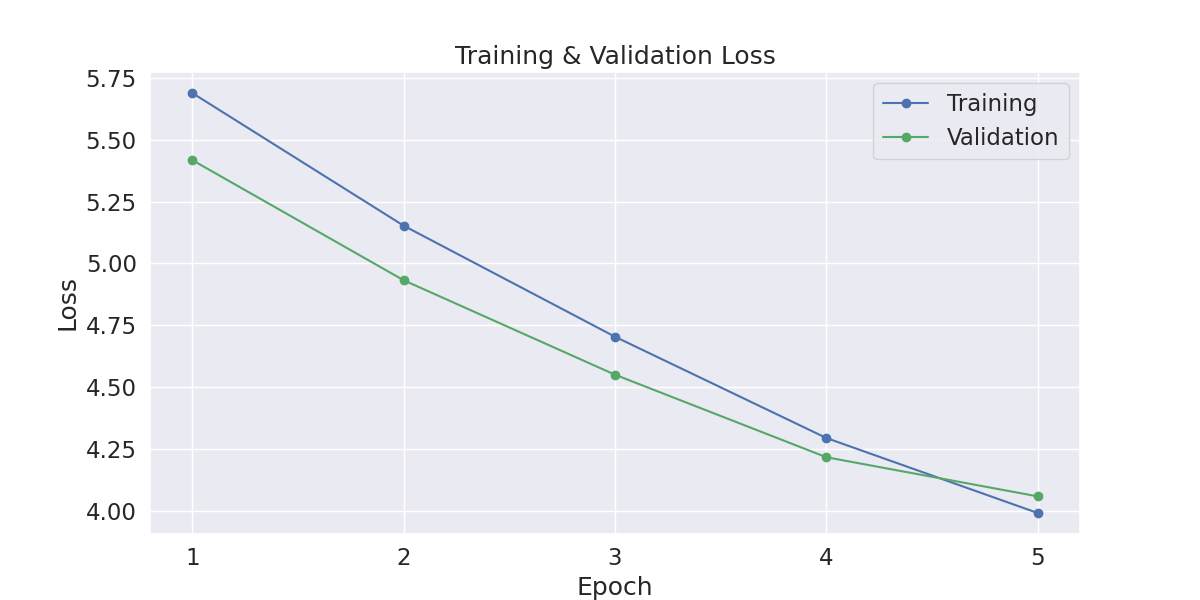 Training & Validation Loss
Training
Validation
Loss
5.75
5.50
5.25
5.00
4.75
4.50
4.25
4.00
1 2 3 4 5
Epoch